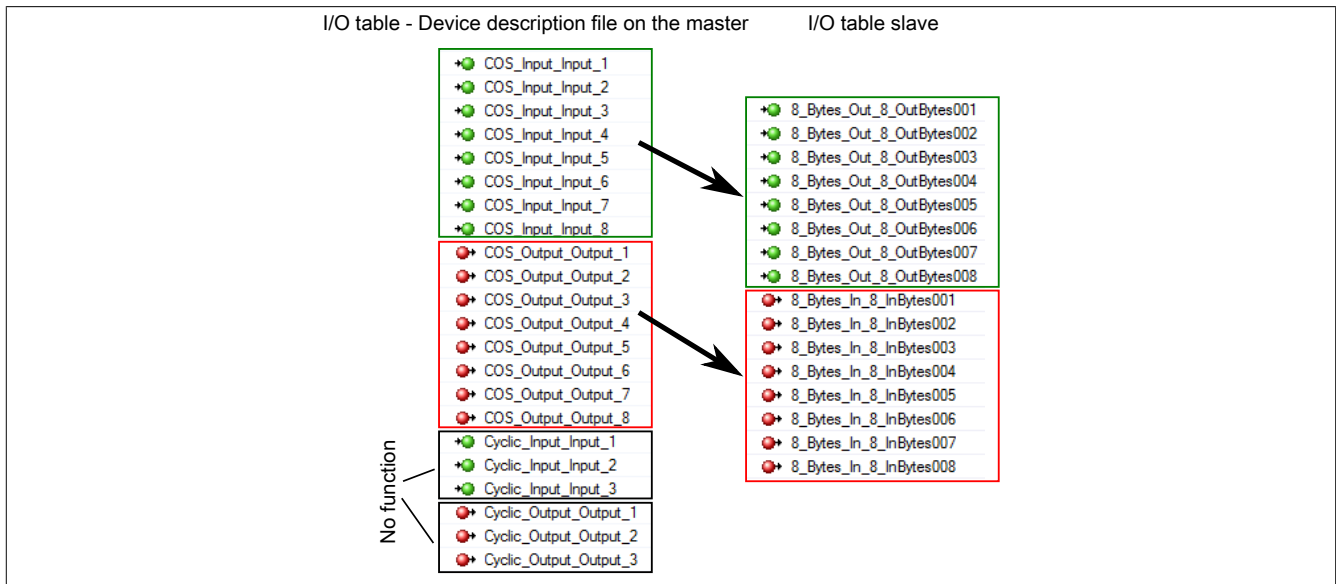 I/O table - Device description file on the master
I/O table slave
COS_Input_Input_1
COS_Input_Input_2
COS_Input_Input_3
COS_Input_Input_4
COS_Input_Input_5
COS_Input_Input_6
COS_Input_Input_7
COS_Input_Input_8
COS_Output_Output_1
COS_Output_Output_2
COS_Output_Output_3
COS_Output_Output_4
COS_Output_Output_5
COS_Output_Output_6
COS_Output_Output_7
COS_Output_Output_8
No function
Cyclic_Input_Input_1
Cyclic_Input_Input_2
Cyclic_Input_Input_3
Cyclic_Output_Output_1
Cyclic_Output_Output_2
Cyclic_Output_Output_3
8_Bytes_Out_8_OutBytes001
8_Bytes_Out_8_OutBytes002
8_Bytes_Out_8_OutBytes003
8_Bytes_Out_8_OutBytes004
8_Bytes_Out_8_OutBytes005
8_Bytes_Out_8_OutBytes006
8_Bytes_Out_8_OutBytes007
8_Bytes_Out_8_OutBytes008
8_Bytes_In_8_InBytes001
8_Bytes_In_8_InBytes002
8_Bytes_In_8_InBytes003
8_Bytes_In_8_InBytes004
8_Bytes_In_8_InBytes005
8_Bytes_In_8_InBytes006
8_Bytes_In_8_InBytes007
8_Bytes_In_8_InBytes008